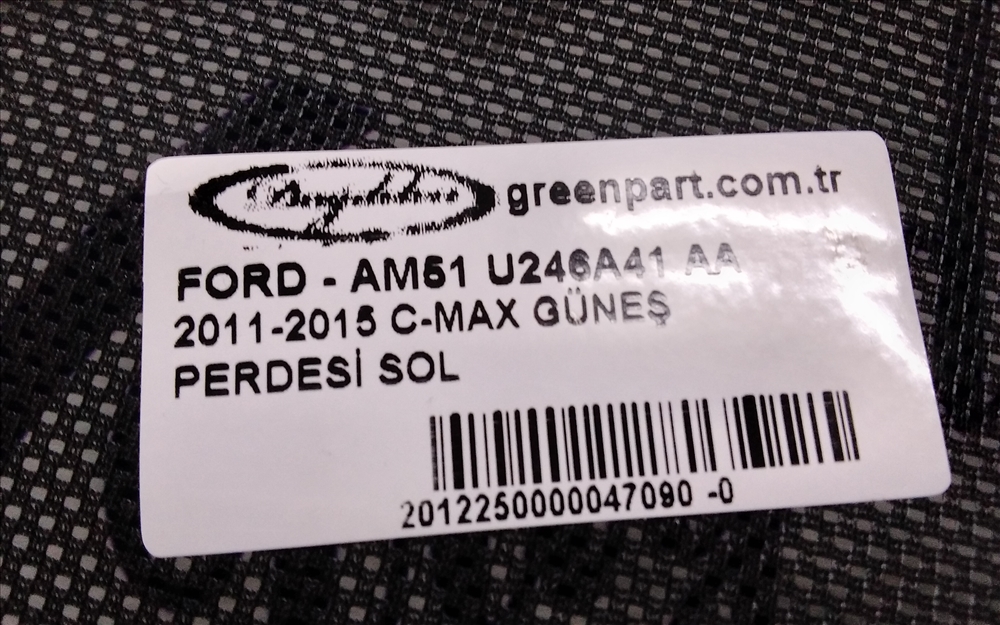 greenpart.com.tr
FORD - AM51 U246A41 AA
2011-2015 C-MAX GÜNEŞ
PERDESİ SOL
2012250000047090 -0